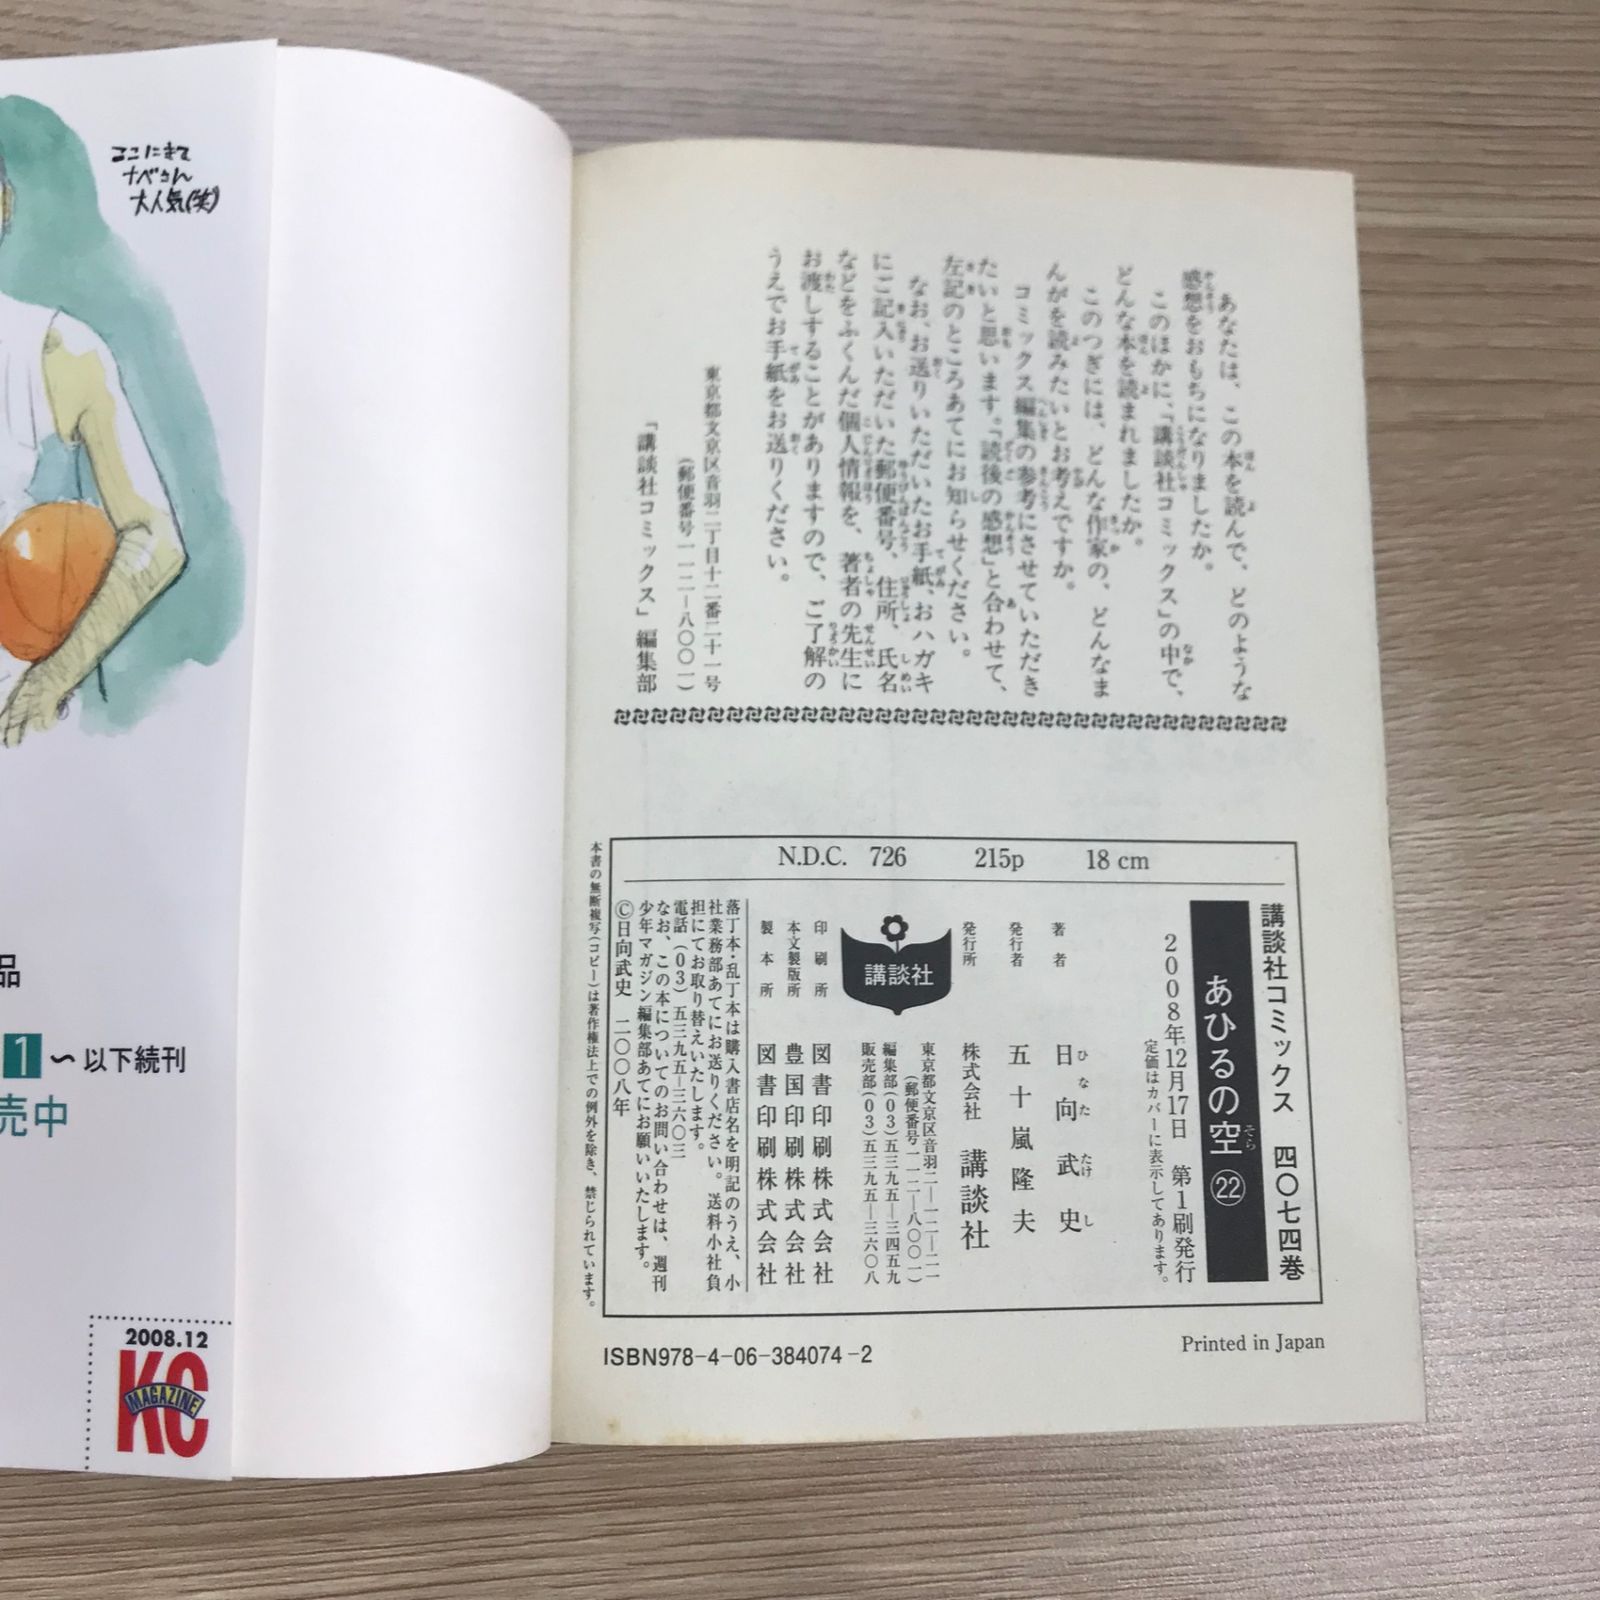 ここにきて
ナベさん
大人気(笑)
品
1~以下続刊
売中
2008.12
KC
MAGAZINE
あなたは、この本を読んで、どのような
感想をおもちになりましたか。
このほかに、「講談社コミックス」の中で、
どんな本を読まれましたか。
このつぎには、どんな作家の、どんなま
んがを読みたいとお考えですか。
コミックス編集の参考にさせていただき
たいと思います。「読後の感想」と合わせて、
左記のところあてにお知らせください。
なお、お送りいただいたお手紙、おハガキ
にご記入いただいた郵便番号、住所、氏名
などをふくんだ個人情報を、著者の先生に
お渡しすることがありますので、ご了解の
うえでお手紙をお送りください。
東京都文京区音羽二丁目十二番二十一号
(郵便番号一一二―八〇〇一)
「講談社コミックス」編集部
N.D.C. 726 215p 18 cm
講談社コミックス 四〇七四巻
あひるの空㉒
2008年12月17日 第1刷発行
定価はカバーに表示してあります。
著者 日向武史
発行者 五十嵐隆夫
発行所 株式会社 講談社
東京都文京区音羽二―一二―二一
(郵便番号一一二―八〇〇一)
編集部(03)五三九五―三四五九
販売部(03)五三九五―三六〇八
講談社
印刷所 図書印刷株式会社
本文製版所 豊国印刷株式会社
製本所 図書印刷株式会社
落丁本・乱丁本は購入書店名を明記のうえ、小
社業務部あてにお送りください。送料小社負
担にてお取り替えいたします。
電話(03)五三九五―三六〇三
なお、この本についてのお問い合わせは、週刊
少年マガジン編集部あてにお願いいたします。
©日向武史 二〇〇八年
本書の無断複写(コピー)は著作権法上での例外を除き、禁じられています。
ISBN978-4-06-384074-2
Printed in Japan